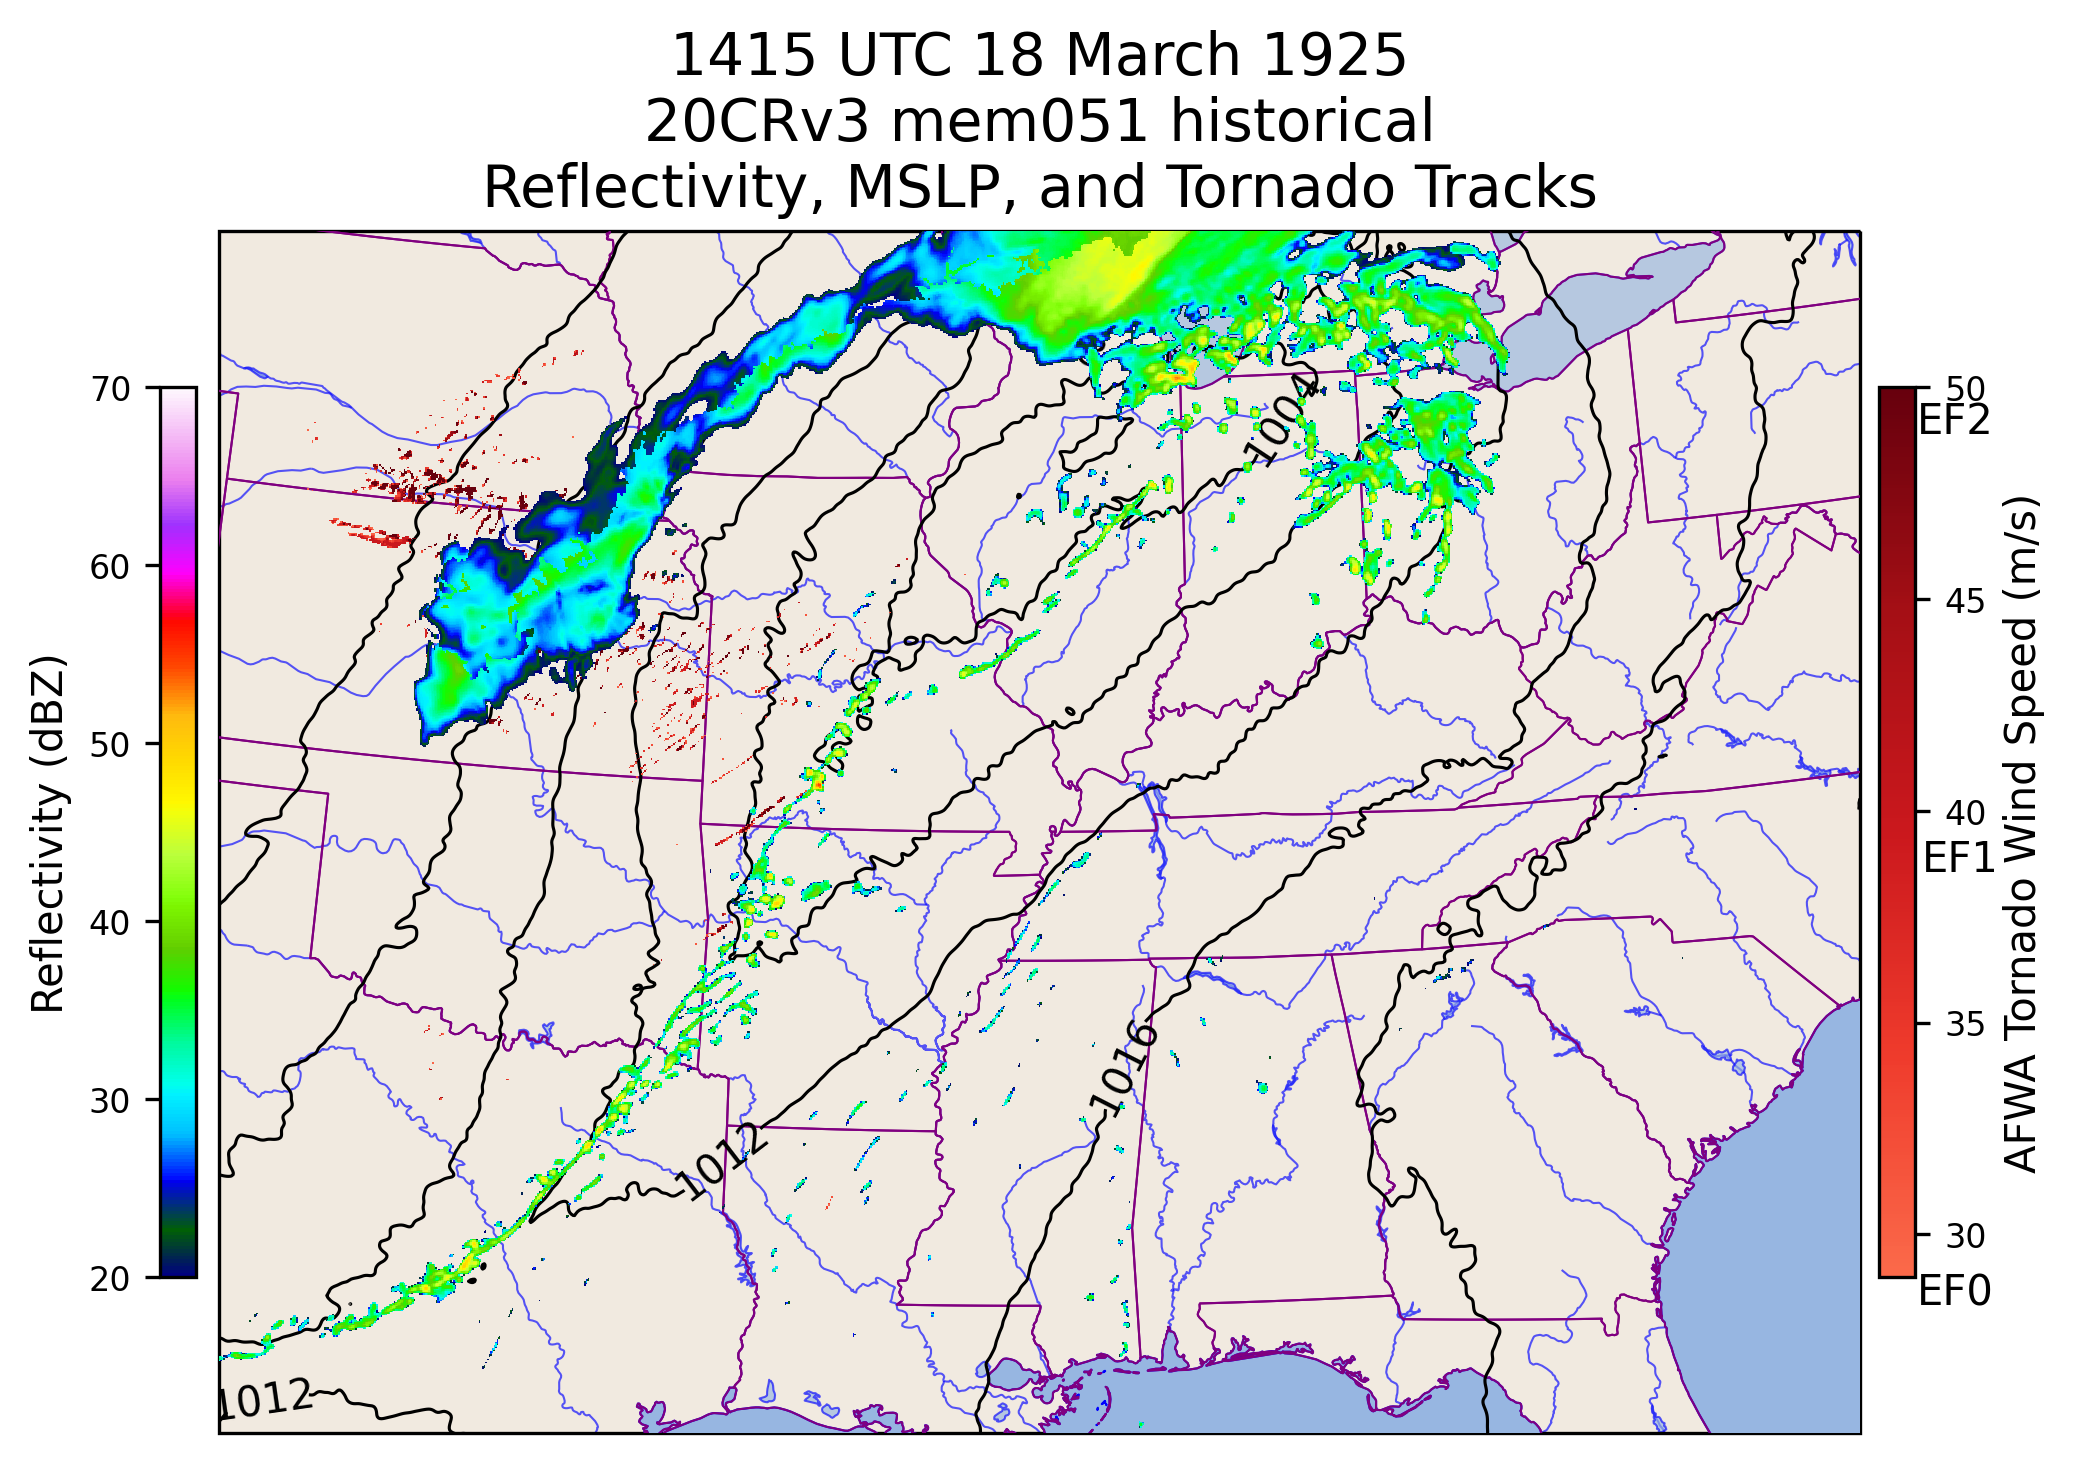 1415 UTC 18 March 1925
20CRv3 mem051 historical
Reflectivity, MSLP, and Tornado Tracks
70
60
50
40
30
20
Reflectivity (dBZ)
1004
1016
1012
1012
50
EF2
45
40
EF1
35
30
EF0
AFWA Tornado Wind Speed (m/s)